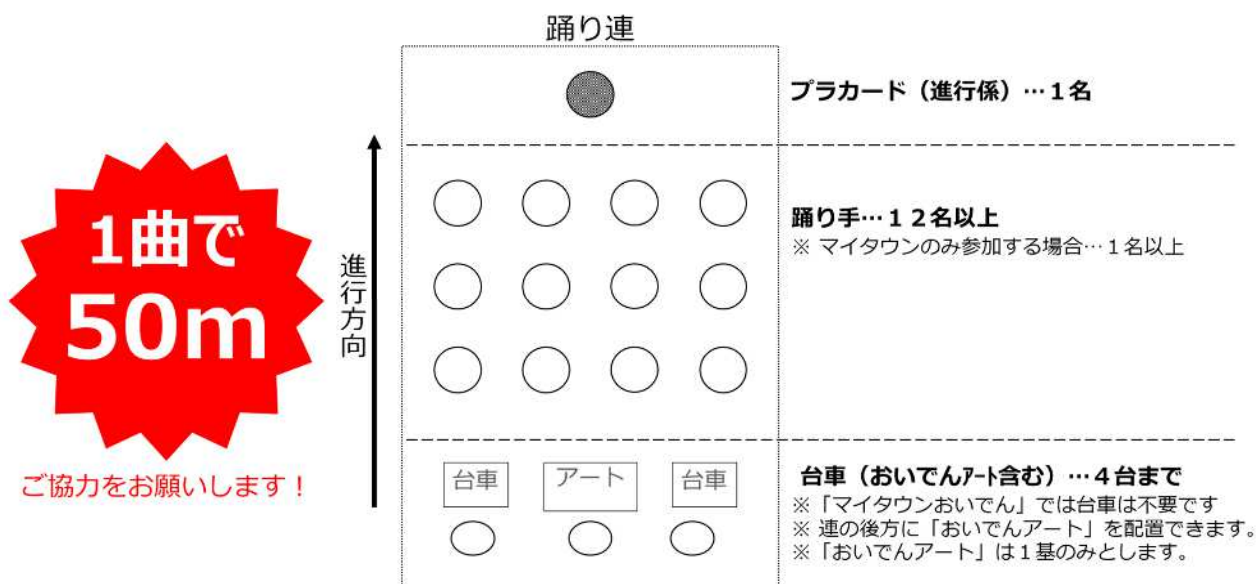 踊り連
プラカード（進行係）…１名
1曲で
50m
ご協力をお願いします！
進行方向
踊り手…１２名以上
※ マイタウンのみ参加する場合…１名以上
台車
アート
台車
台車（おいでんｱｰﾄ含む）…４台まで
※「マイタウンおいでん」では台車は不要です
※ 連の後方に「おいでんアート」を配置できます。
※「おいでんアート」は１基のみとします。